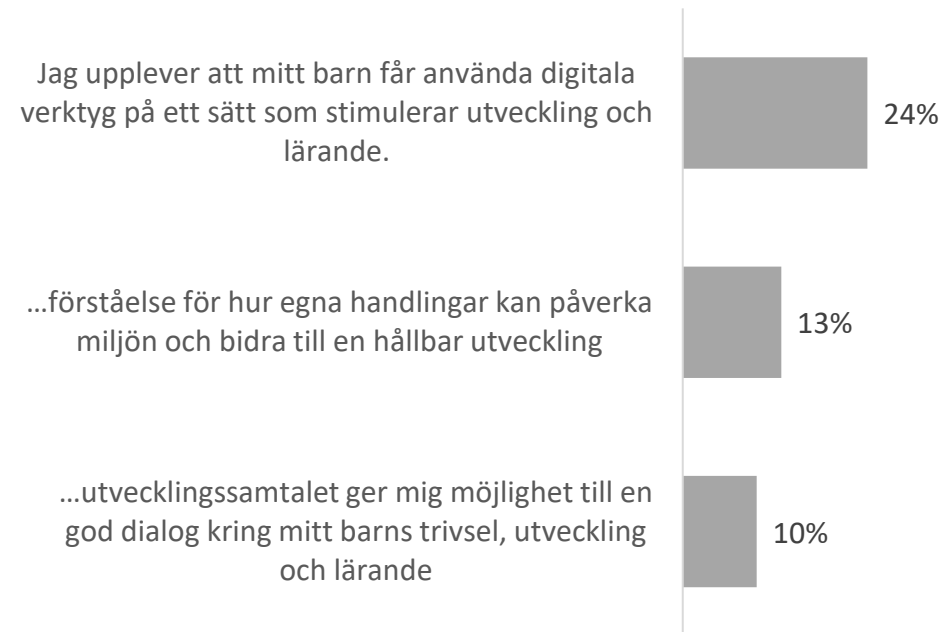 Jag upplever att mitt barn får använda digitala
verktyg på ett sätt som stimulerar utveckling och
lärande.
24%
…förståelse för hur egna handlingar kan påverka
miljön och bidra till en hållbar utveckling
13%
…utvecklingssamtalet ger mig möjlighet till en
god dialog kring mitt barns trivsel, utveckling
och lärande
10%